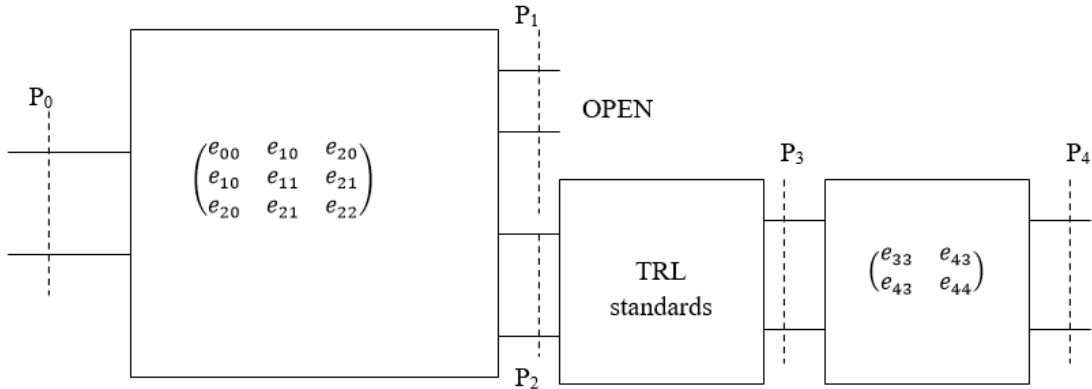 P₁
P₀
OPEN
e₀₀ e₁₀ e₂₀
e₁₀ e₁₁ e₂₁
e₂₀ e₂₁ e₂₂
P₃
P₄
TRL
standards
e₃₃ e₄₃
e₄₃ e₄₄
P₂